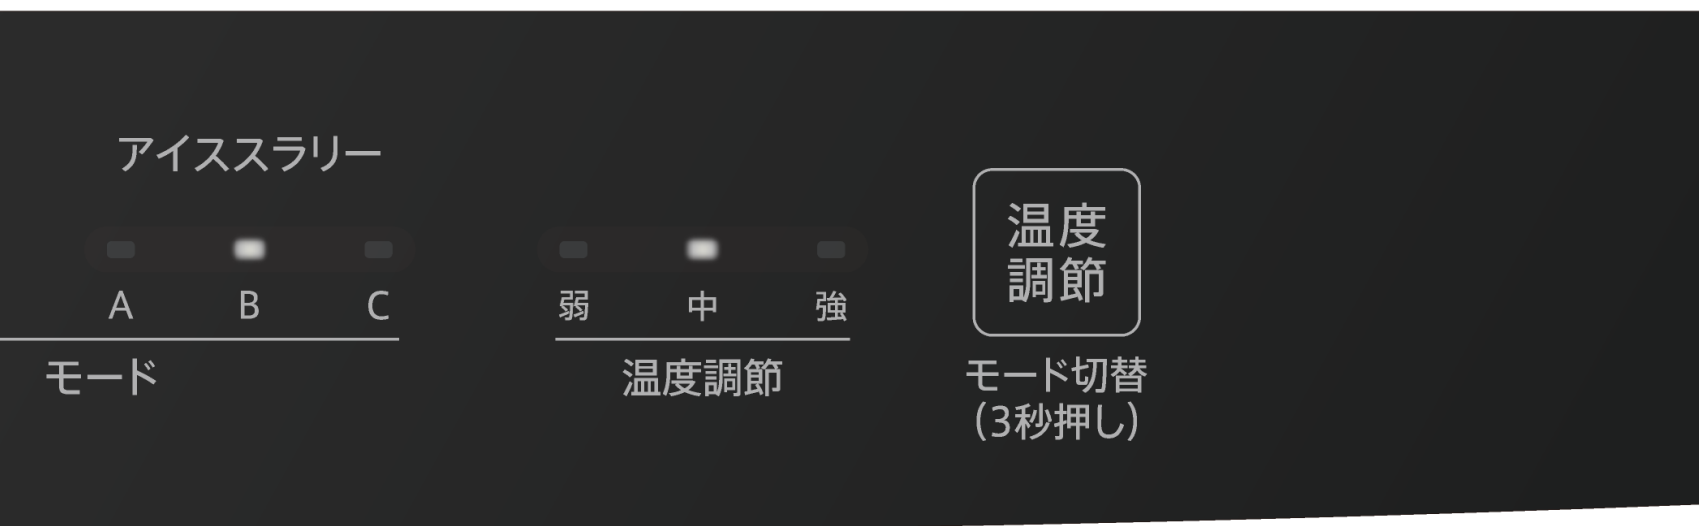 アイススラリー
A B C
モード
弱 中 強
温度調節
温度
調節
モード切替
(3秒押し)